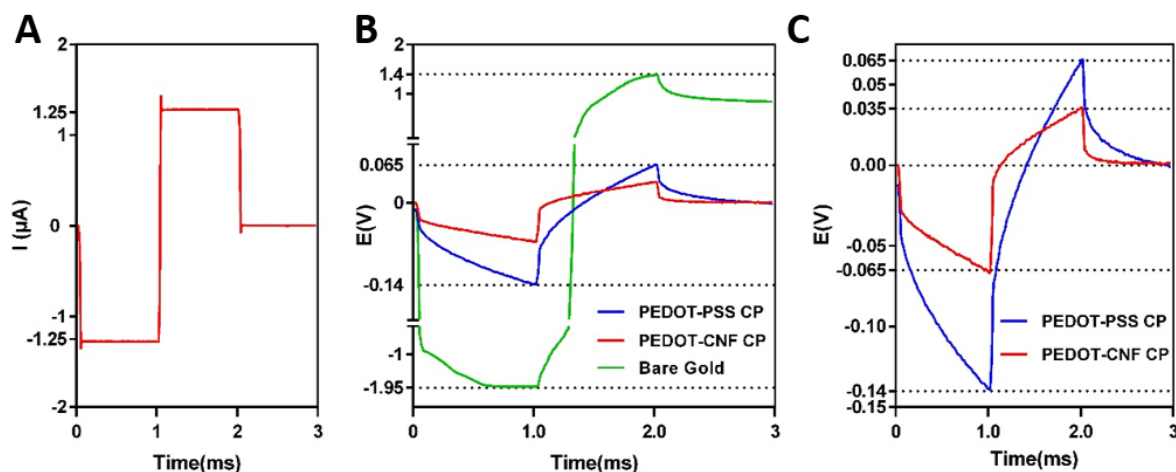 A
I (µA)
2
1.25
1
0
-1
-1.25
-2
0
1
2
3
Time(ms)
B
E(V)
2
1.4
1
0.065
0
-0.14
-1
-1.95
PEDOT-PSS CP
PEDOT-CNF CP
Bare Gold
0
1.0
2.0
3
Time(ms)
C
E(V)
0.065
0.05
0.035
0.00
-0.05
-0.065
-0.10
-0.14
-0.15
PEDOT-PSS CP
PEDOT-CNF CP
0
1.0
2.0
3
Time(ms)